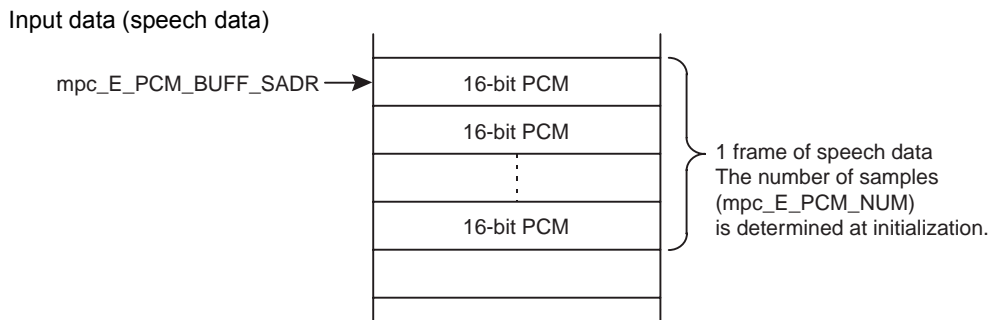 Input data (speech data)
mpc_E_PCM_BUFF_SADR
16-bit PCM
16-bit PCM
16-bit PCM
1 frame of speech data
The number of samples
(mpc_E_PCM_NUM)
is determined at initialization.